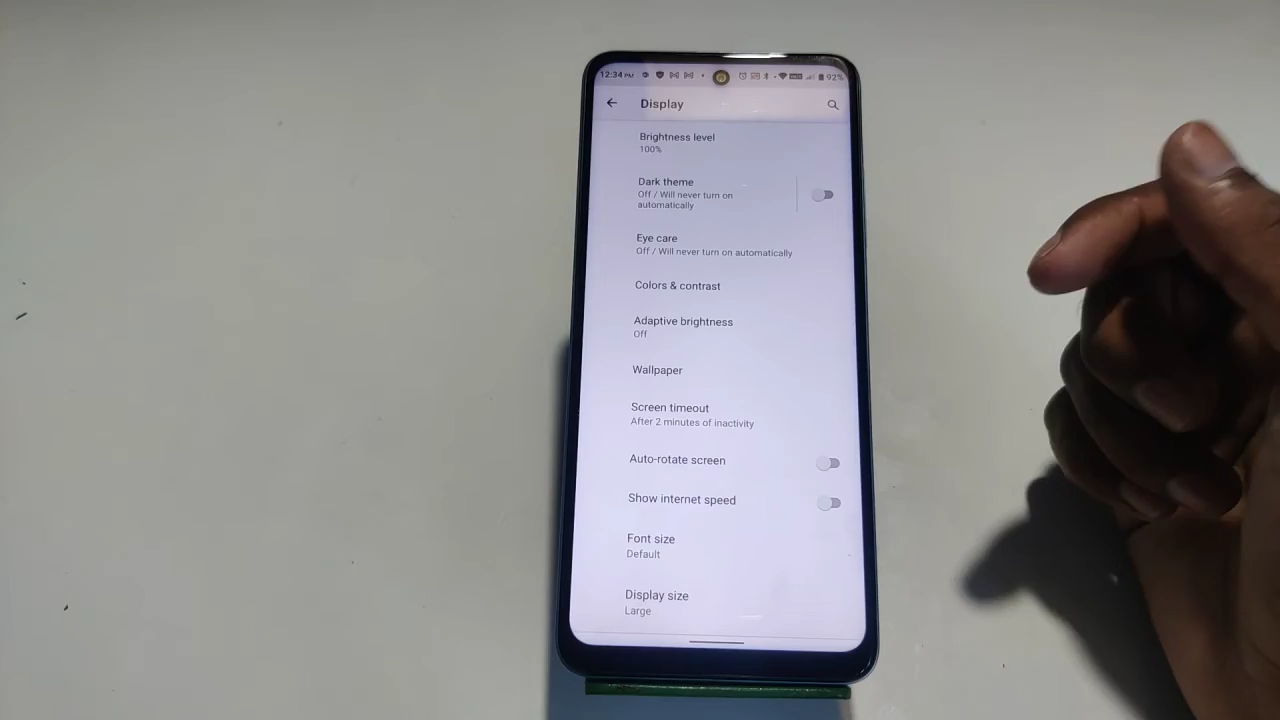 12:34 PM 92%
Display
Brightness level
100%
Dark theme
Off / Will never turn on
automatically
Eye care
Off / Will never turn on automatically
Colors & contrast
Adaptive brightness
Off
Wallpaper
Screen timeout
After 2 minutes of inactivity
Auto-rotate screen
Show internet speed
Font size
Default
Display size
Large